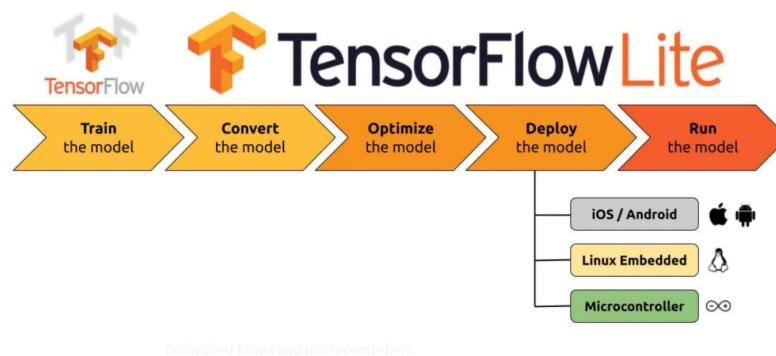 TensorFlow
TensorFlow Lite
Train
the model
Convert
the model
Optimize
the model
Deploy
the model
Run
the model
iOS / Android
Linux Embedded
Microcontroller
Embedded Linux and microcontrollers.